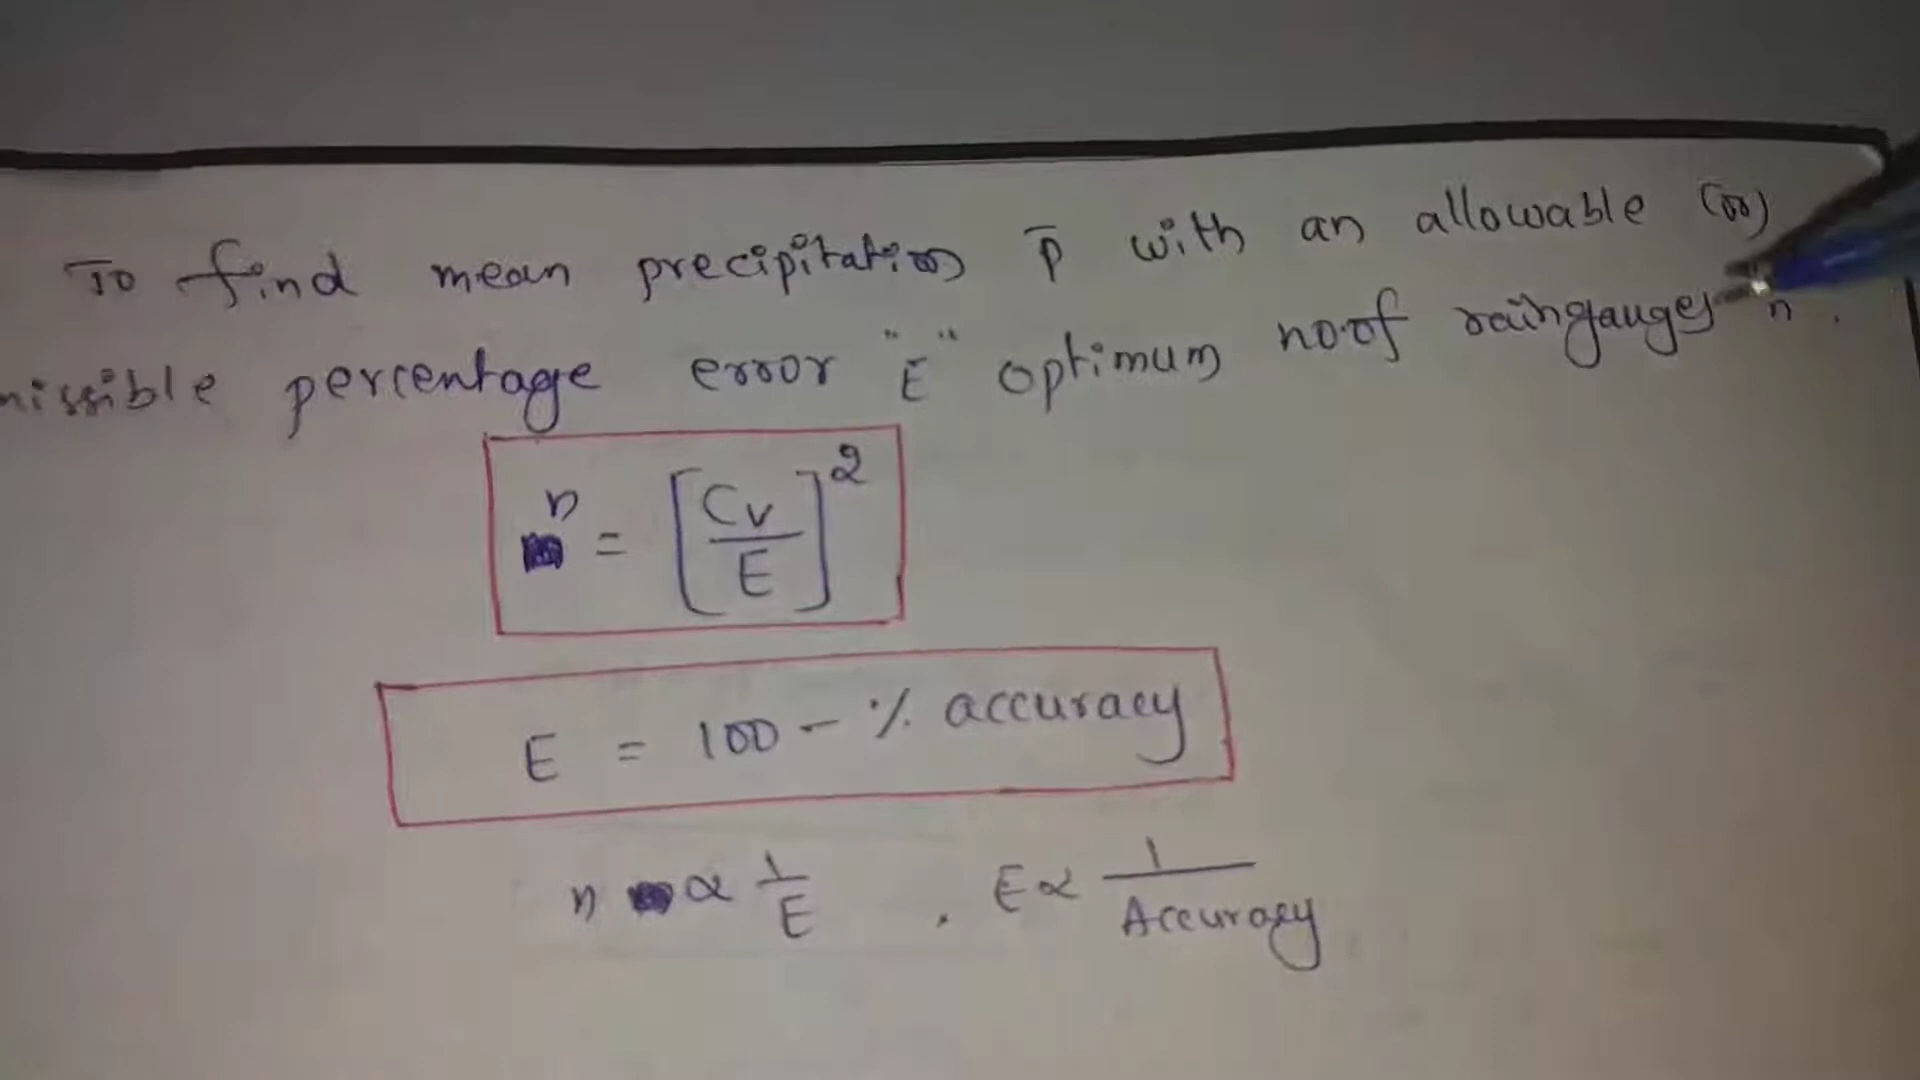 To find mean precipitation P̅ with an allowable (or)
missible percentage error "E" optimum no.of raingauges n.
n = [Cv/E]²
E = 100 - % accuracy
n ∝ 1/E , E ∝ 1/Accuracy